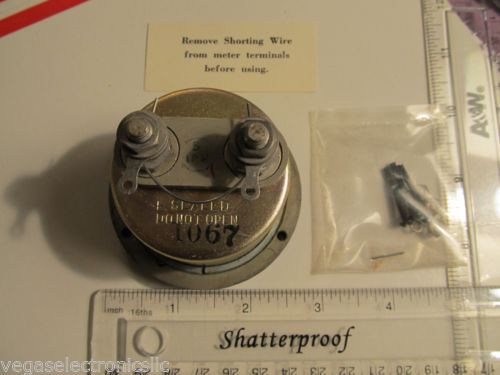 Remove Shorting Wire
from meter terminals
before using.
SEALED
DO NOT OPEN
1067
A&W
inch 16ths 1 2 3 4
Shatterproof
vegaselectronicsllc